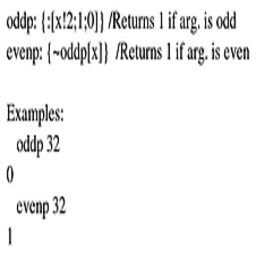 oddp: {:[x!2;1;0]} /Returns 1 if arg. is odd
evenp: {~oddp[x]} /Returns 1 if arg. is even
Examples:
oddp 32
0
evenp 32
1